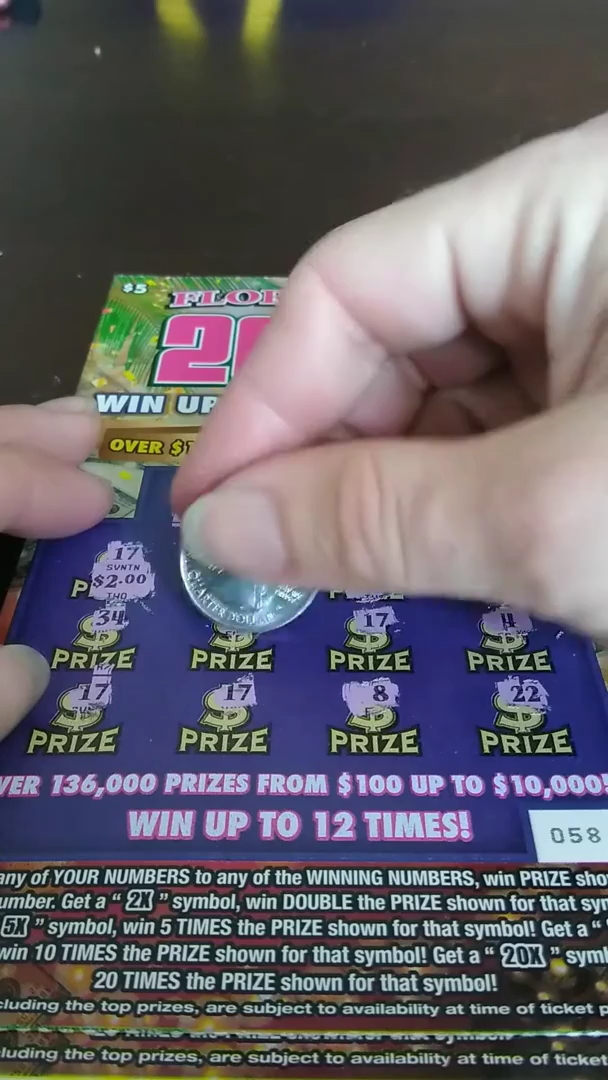 $5
WIN UP
OVER $
17
SVNTN
$2.00
TWO
34
17
4
PRIZE PRIZE PRIZE PRIZE
17 17 8 22
PRIZE PRIZE PRIZE PRIZE
VER 136,000 PRIZES FROM $100 UP TO $10,000!
WIN UP TO 12 TIMES!
058
any of YOUR NUMBERS to any of the WINNING NUMBERS, win PRIZE sho
umber. Get a "2X" symbol, win DOUBLE the PRIZE shown for that sym
5X" symbol, win 5 TIMES the PRIZE shown for that symbol! Get a "
win 10 TIMES the PRIZE shown for that symbol! Get a "20X" symb
20 TIMES the PRIZE shown for that symbol!
cluding the top prizes, are subject to availability at time of ticket p
cluding the top prizes, are subject to availability at time of ticket